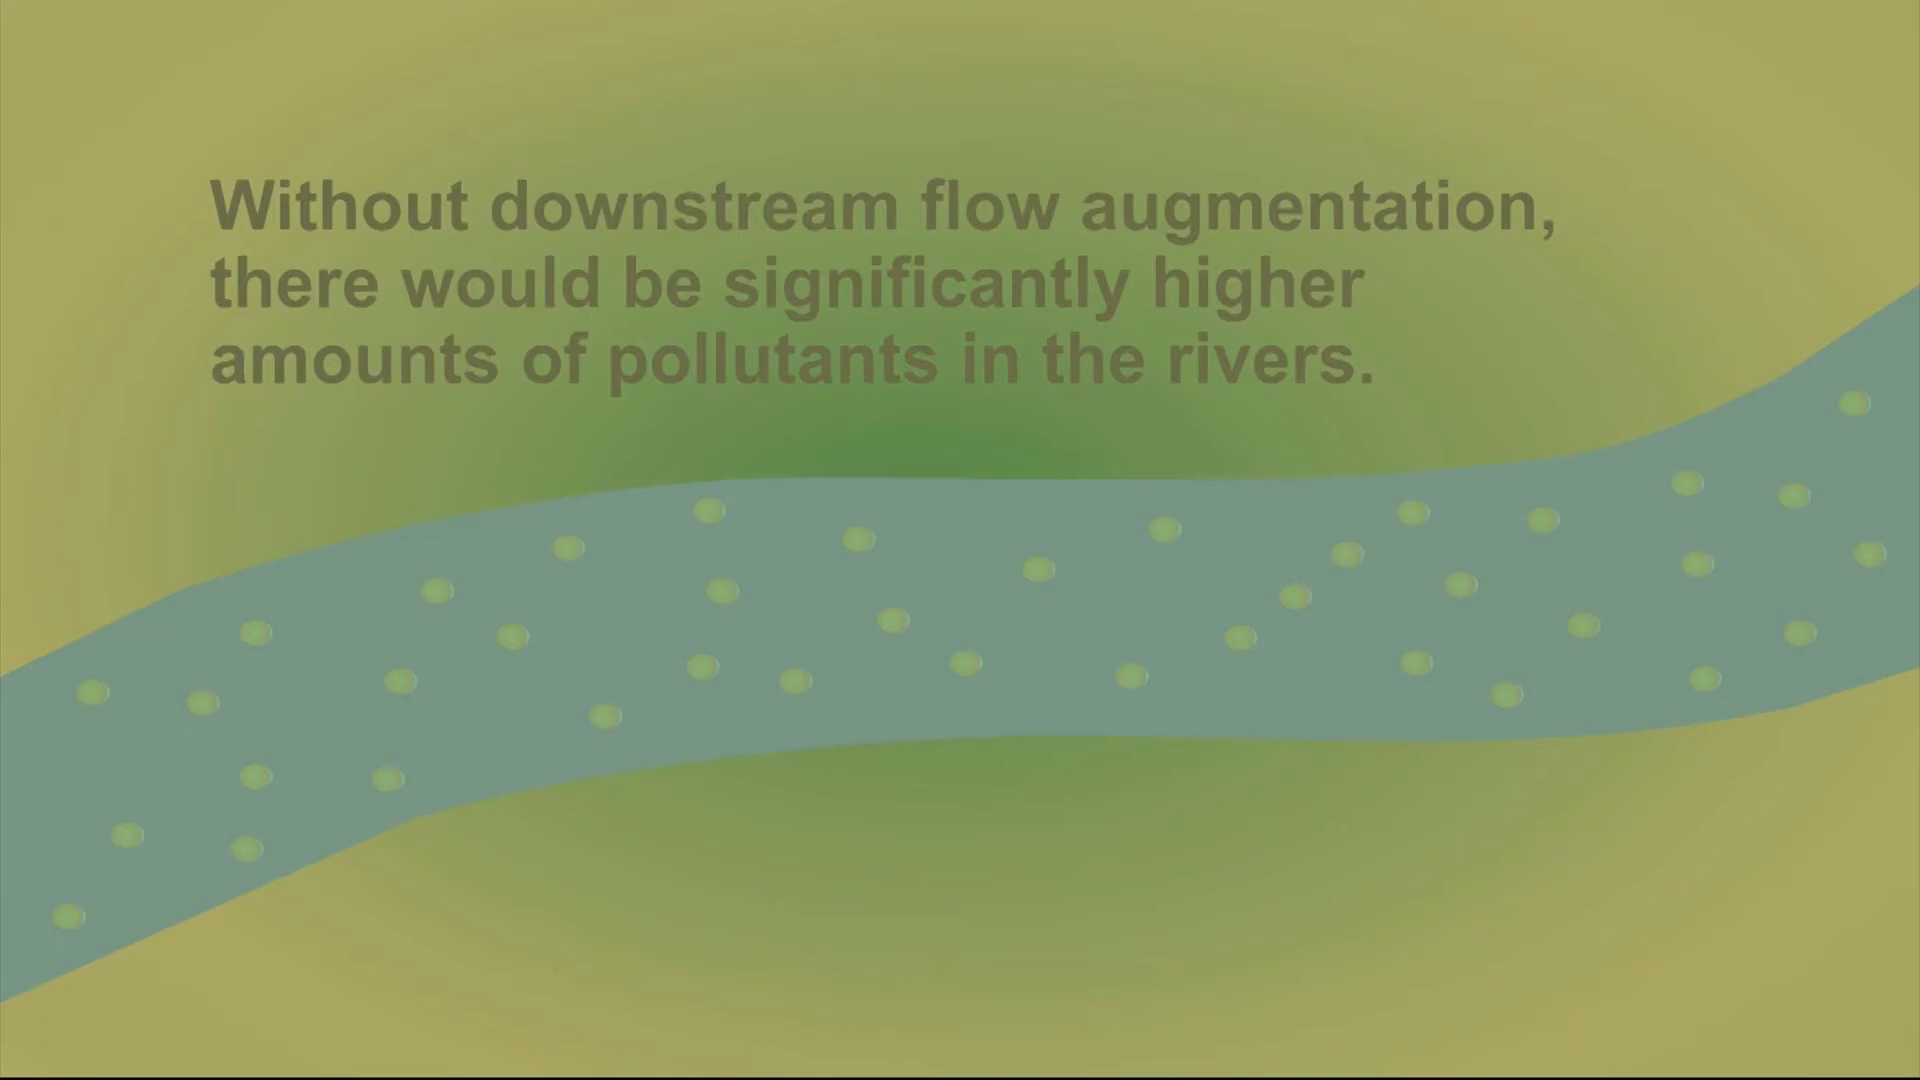 Without downstream flow augmentation,
there would be significantly higher
amounts of pollutants in the rivers.